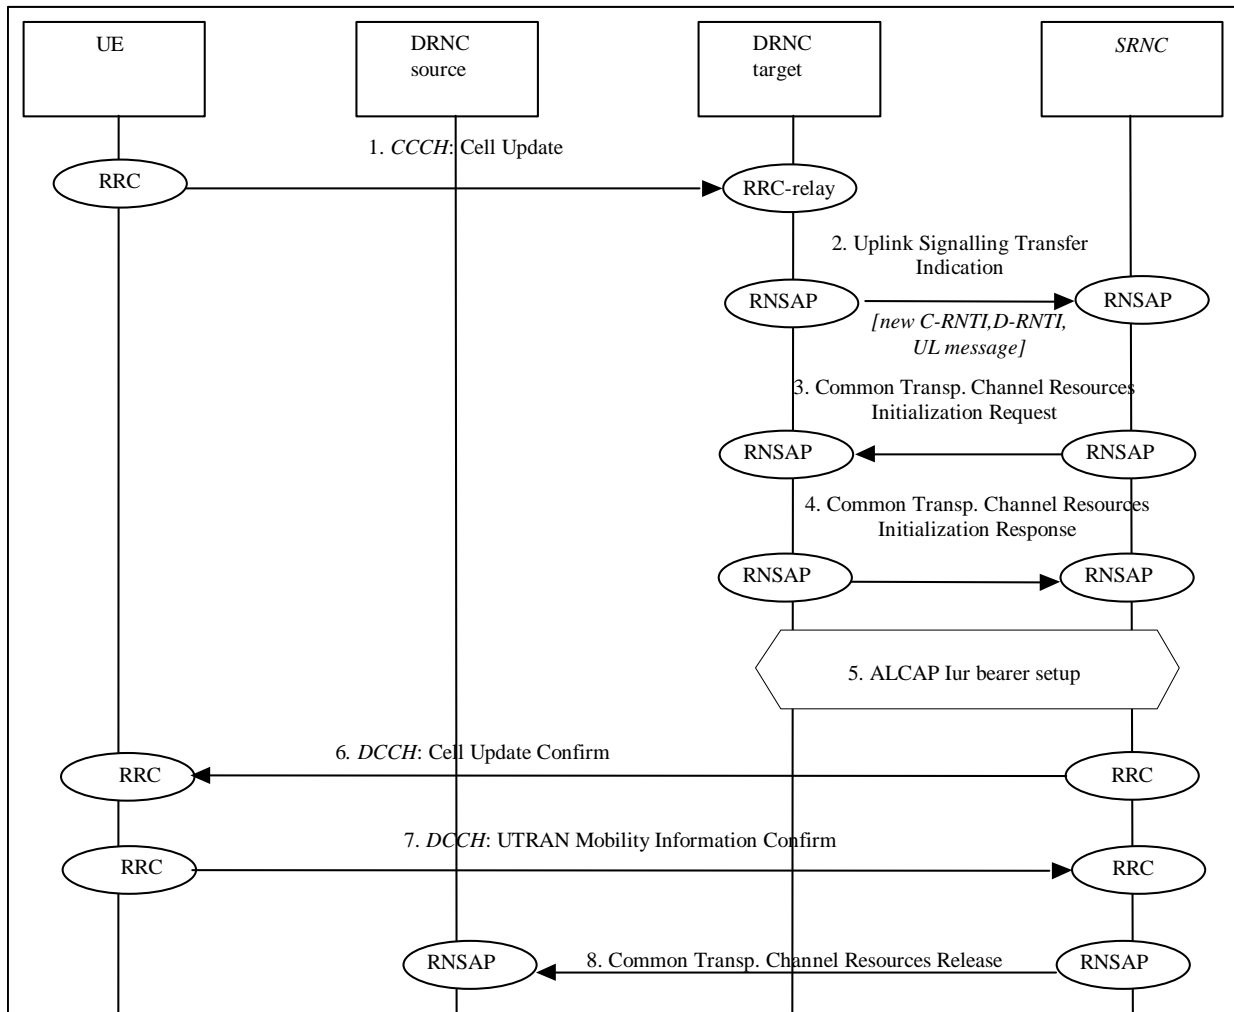 UE
DRNC
source
DRNC
target
SRNC
1. CCCH: Cell Update
RRC
RRC-relay
2. Uplink Signalling Transfer
Indication
RNSAP
RNSAP
[new C-RNTI,D-RNTI,
UL message]
3. Common Transp. Channel Resources
Initialization Request
RNSAP
RNSAP
4. Common Transp. Channel Resources
Initialization Response
RNSAP
RNSAP
5. ALCAP Iur bearer setup
6. DCCH: Cell Update Confirm
RRC
RRC
7. DCCH: UTRAN Mobility Information Confirm
RRC
RRC
RNSAP
8. Common Transp. Channel Resources Release
RNSAP